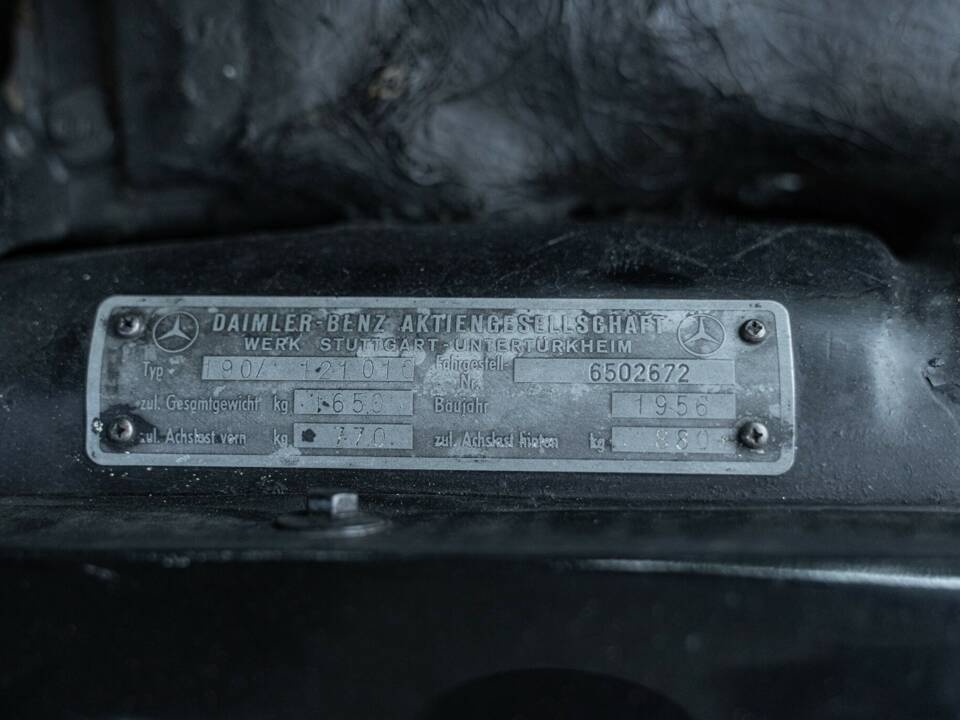 DAIMLER-BENZ AKTIENGESELLSCHAFT
WERK STUTTGART-UNTERTÜRKHEIM
Typ 190/ 121010 Fahrgestell Nr. 6502672
zul. Gesamtgewicht kg 1650 Baujahr 1956
zul. Achslast vorn kg 770 zul. Achslast hinten kg 880